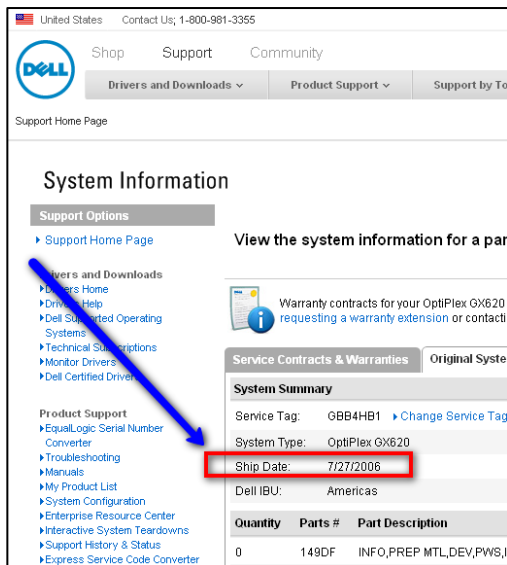 United States Contact Us; 1-800-981-3355
DELL
Shop Support Community
Drivers and Downloads Product Support Support by To
Support Home Page
System Information
Support Options
Support Home Page
Drivers and Downloads
Drivers Home
Drivers Help
Dell Supported Operating
Systems
Technical Subscriptions
Monitor Drivers
Dell Certified Drivers
Product Support
EqualLogic Serial Number
Converter
Troubleshooting
Manuals
My Product List
System Configuration
Enterprise Resource Center
Interactive System Teardowns
Support History & Status
Express Service Code Converter
View the system information for a par
Warranty contracts for your OptiPlex GX620
requesting a warranty extension or contacti
Service Contracts & Warranties Original Syste
System Summary
Service Tag: GBB4HB1 Change Service Tag
System Type: OptiPlex GX620
Ship Date: 7/27/2006
Dell IBU: Americas
Quantity Parts # Part Description
0 149DF INFO,PREP MTL,DEV,PWS,I